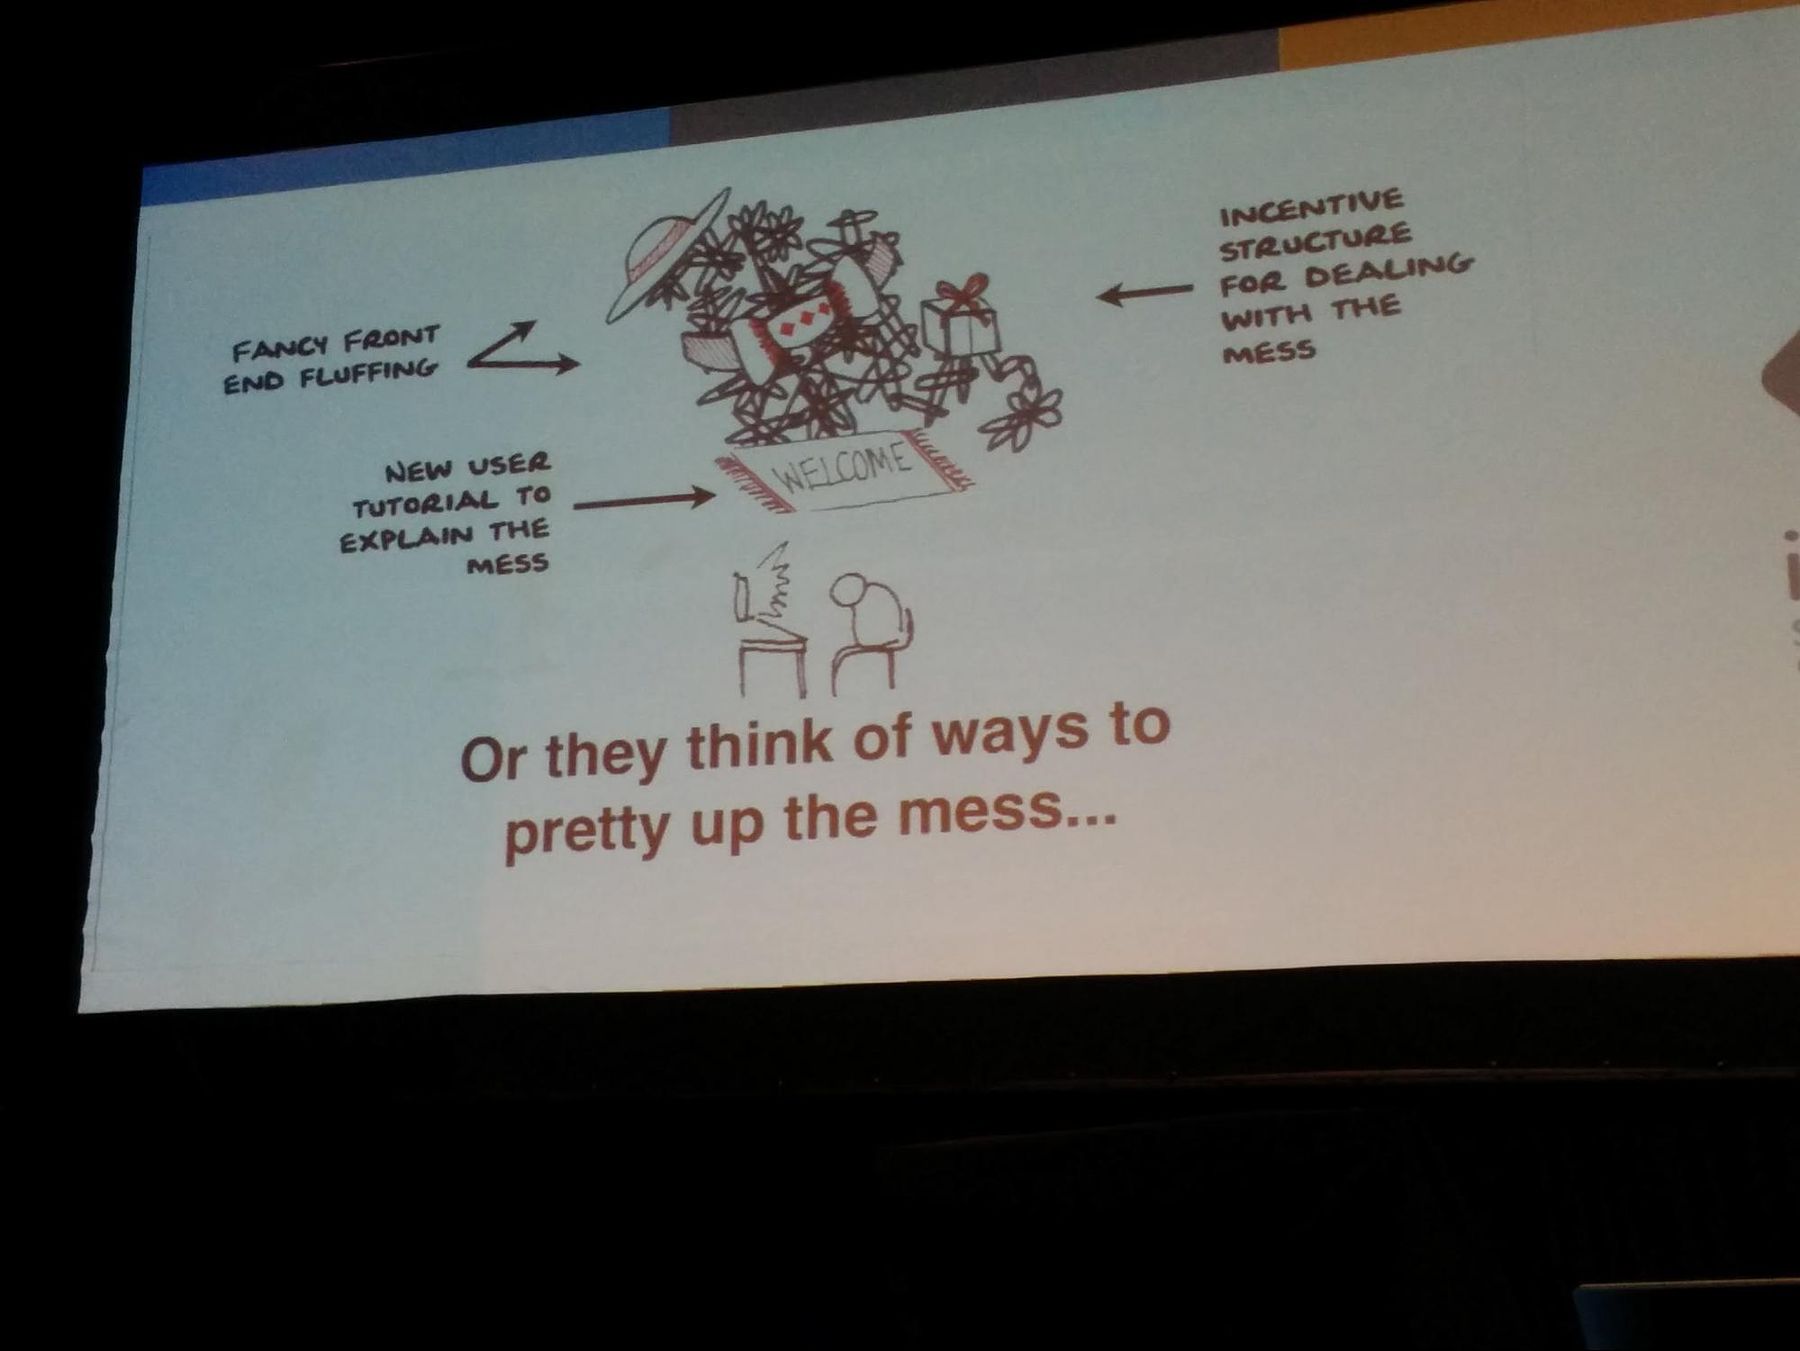 FANCY FRONT
END FLUFFING
INCENTIVE
STRUCTURE
FOR DEALING
WITH THE
MESS
NEW USER
TUTORIAL TO
EXPLAIN THE
MESS
WELCOME
Or they think of ways to
pretty up the mess...